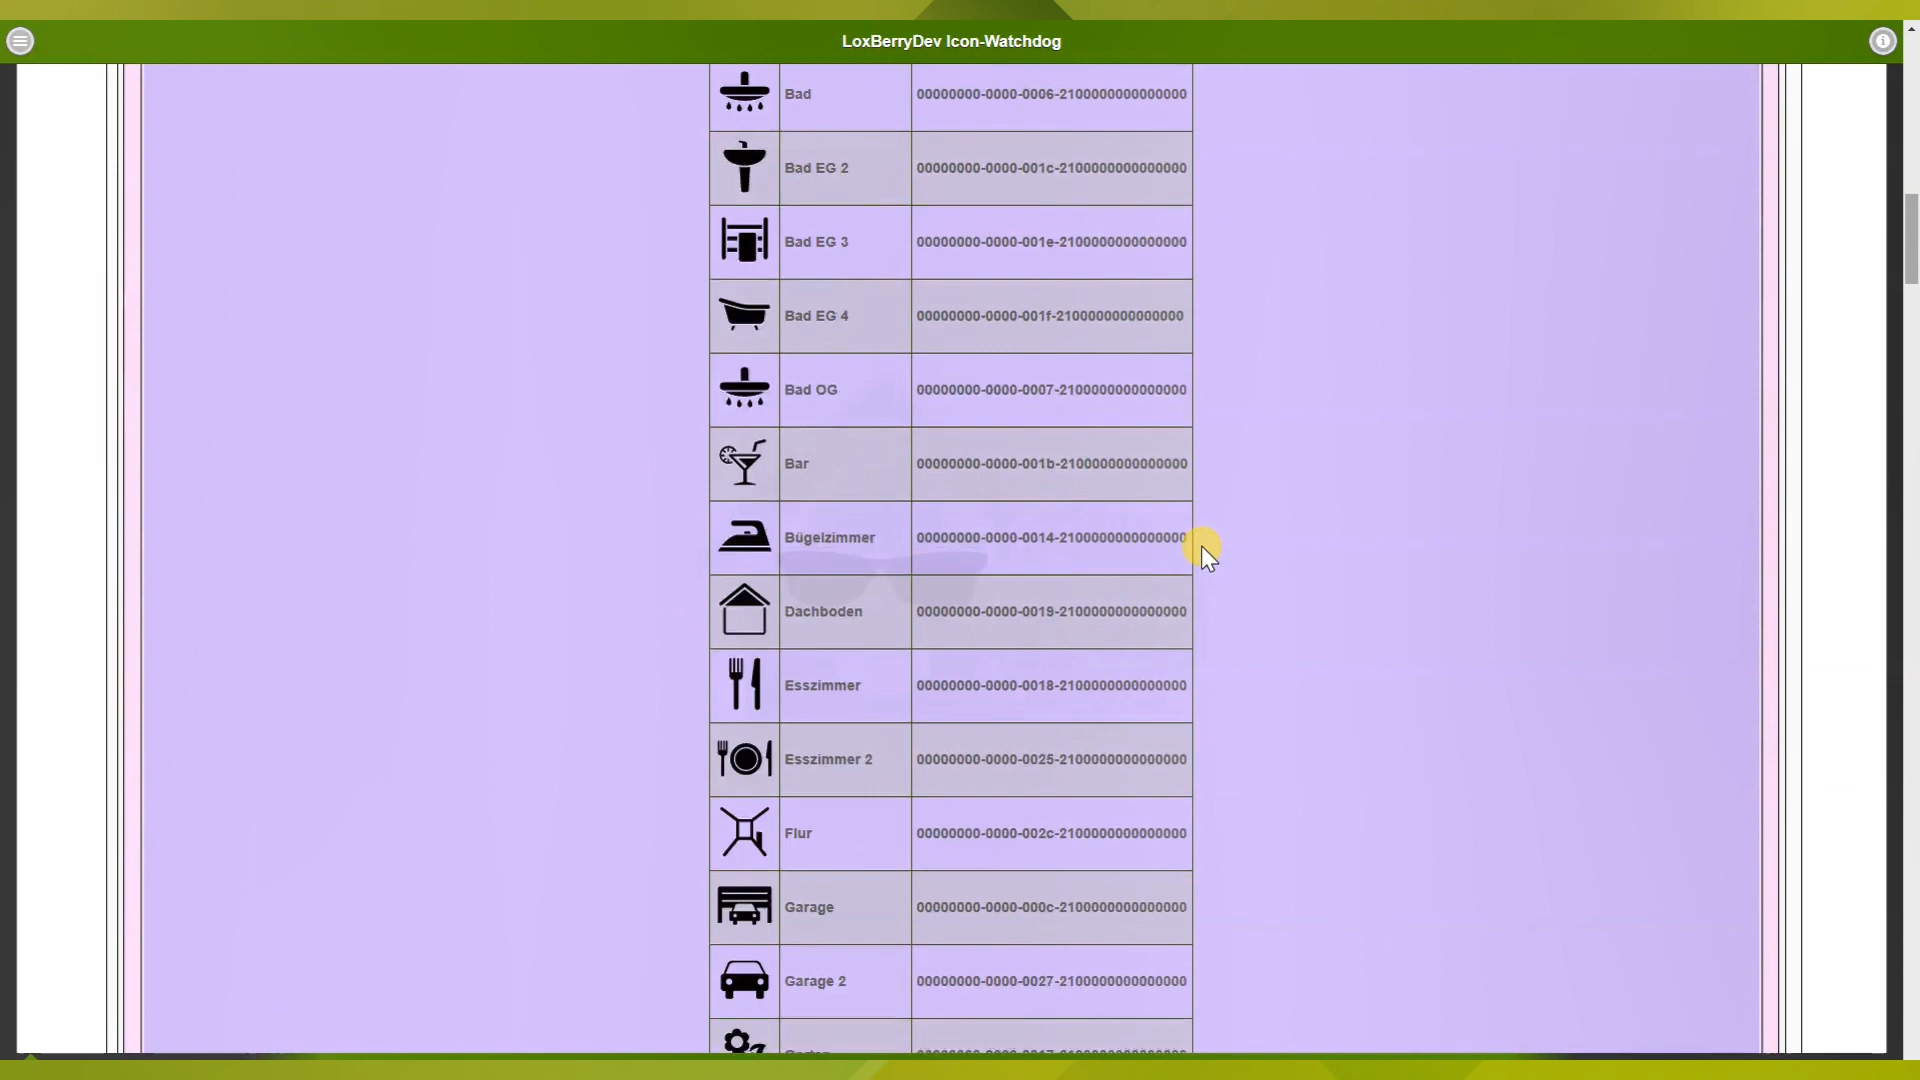 LoxBerryDev Icon-Watchdog
Bad 00000000-0000-0006-2100000000000000
Bad EG 2 00000000-0000-001c-2100000000000000
Bad EG 3 00000000-0000-001e-2100000000000000
Bad EG 4 00000000-0000-001f-2100000000000000
Bad OG 00000000-0000-0007-2100000000000000
Bar 00000000-0000-001b-2100000000000000
Bügelzimmer 00000000-0000-0014-2100000000000000
Dachboden 00000000-0000-0019-2100000000000000
Esszimmer 00000000-0000-0018-2100000000000000
Esszimmer 2 00000000-0000-0025-2100000000000000
Flur 00000000-0000-002c-2100000000000000
Garage 00000000-0000-000c-2100000000000000
Garage 2 00000000-0000-0027-2100000000000000